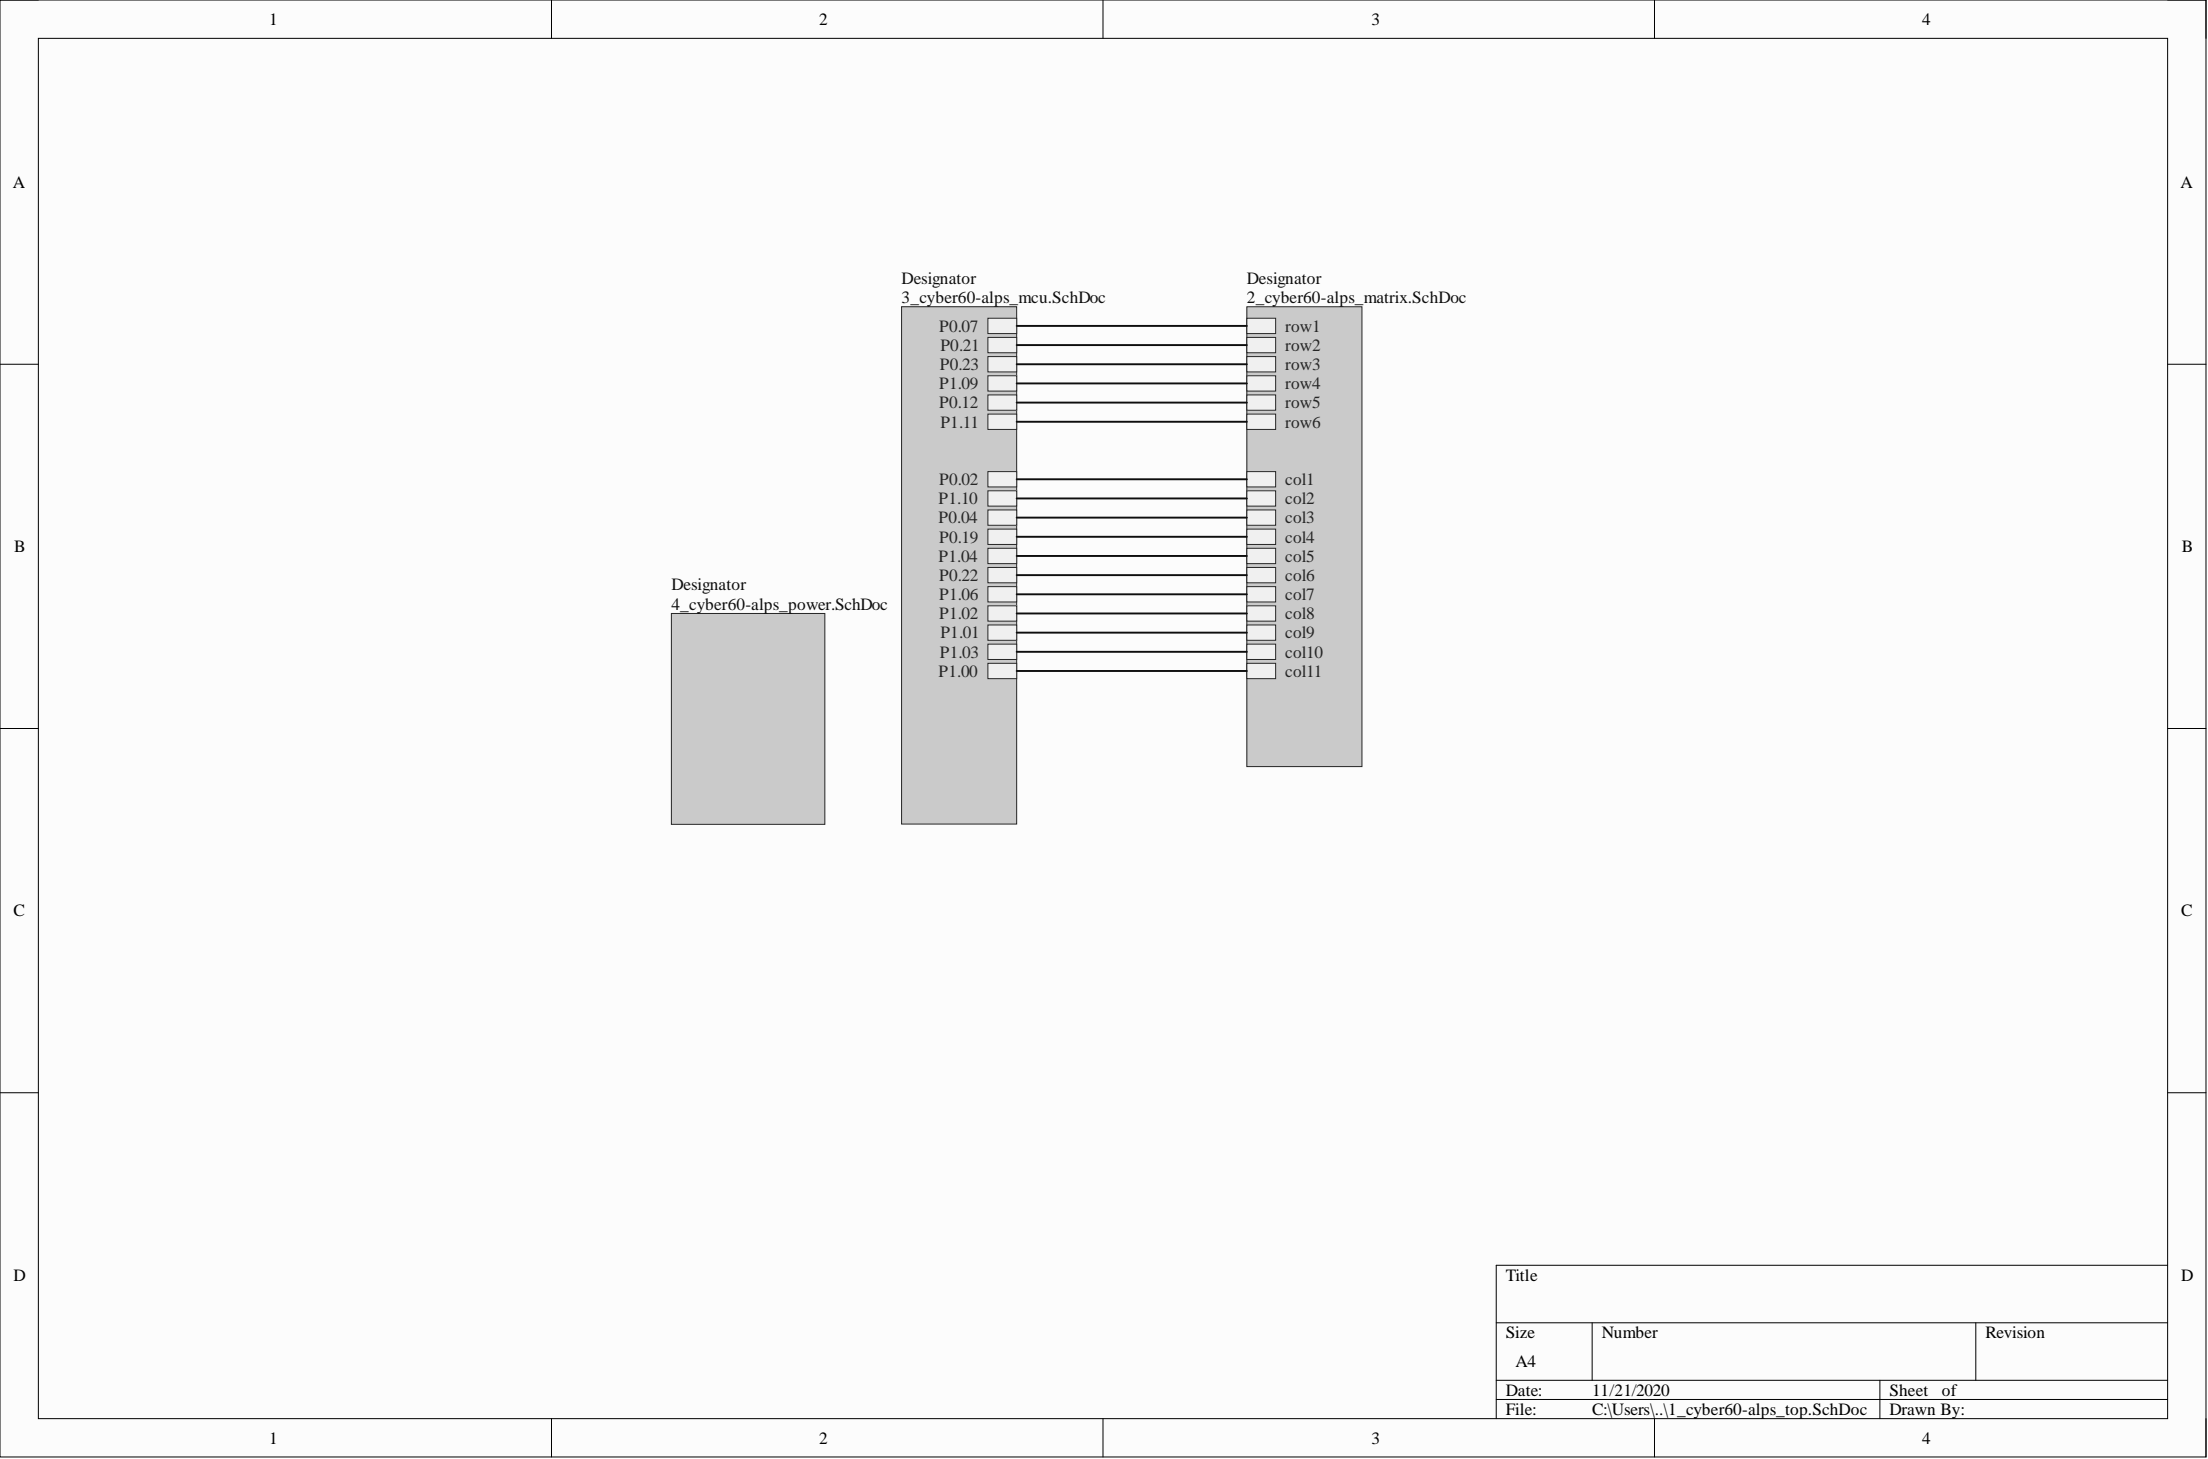 1 2 3 4
A A
Designator
3_cyber60-alps_mcu.SchDoc
Designator
2_cyber60-alps_matrix.SchDoc
P0.07 row1
P0.21 row2
P0.23 row3
P1.09 row4
P0.12 row5
P1.11 row6
P0.02 col1
P1.10 col2
P0.04 col3
P0.19 col4
B B
P1.04 col5
P0.22 col6
P1.06 col7
P1.02 col8
P1.01 col9
P1.03 col10
P1.00 col11
Designator
4_cyber60-alps_power.SchDoc
C C
D D
Title
Size Number Revision
A4
Date: 11/21/2020 Sheet of
File: C:\Users\..\1_cyber60-alps_top.SchDoc Drawn By:
1 2 3 4